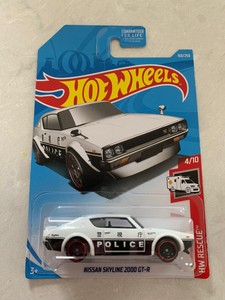 GUARANTEED
FOR LIFE
HOT WHEELS
4/10
HW RESCUE
POLICE
NISSAN SKYLINE 2000 GT-R